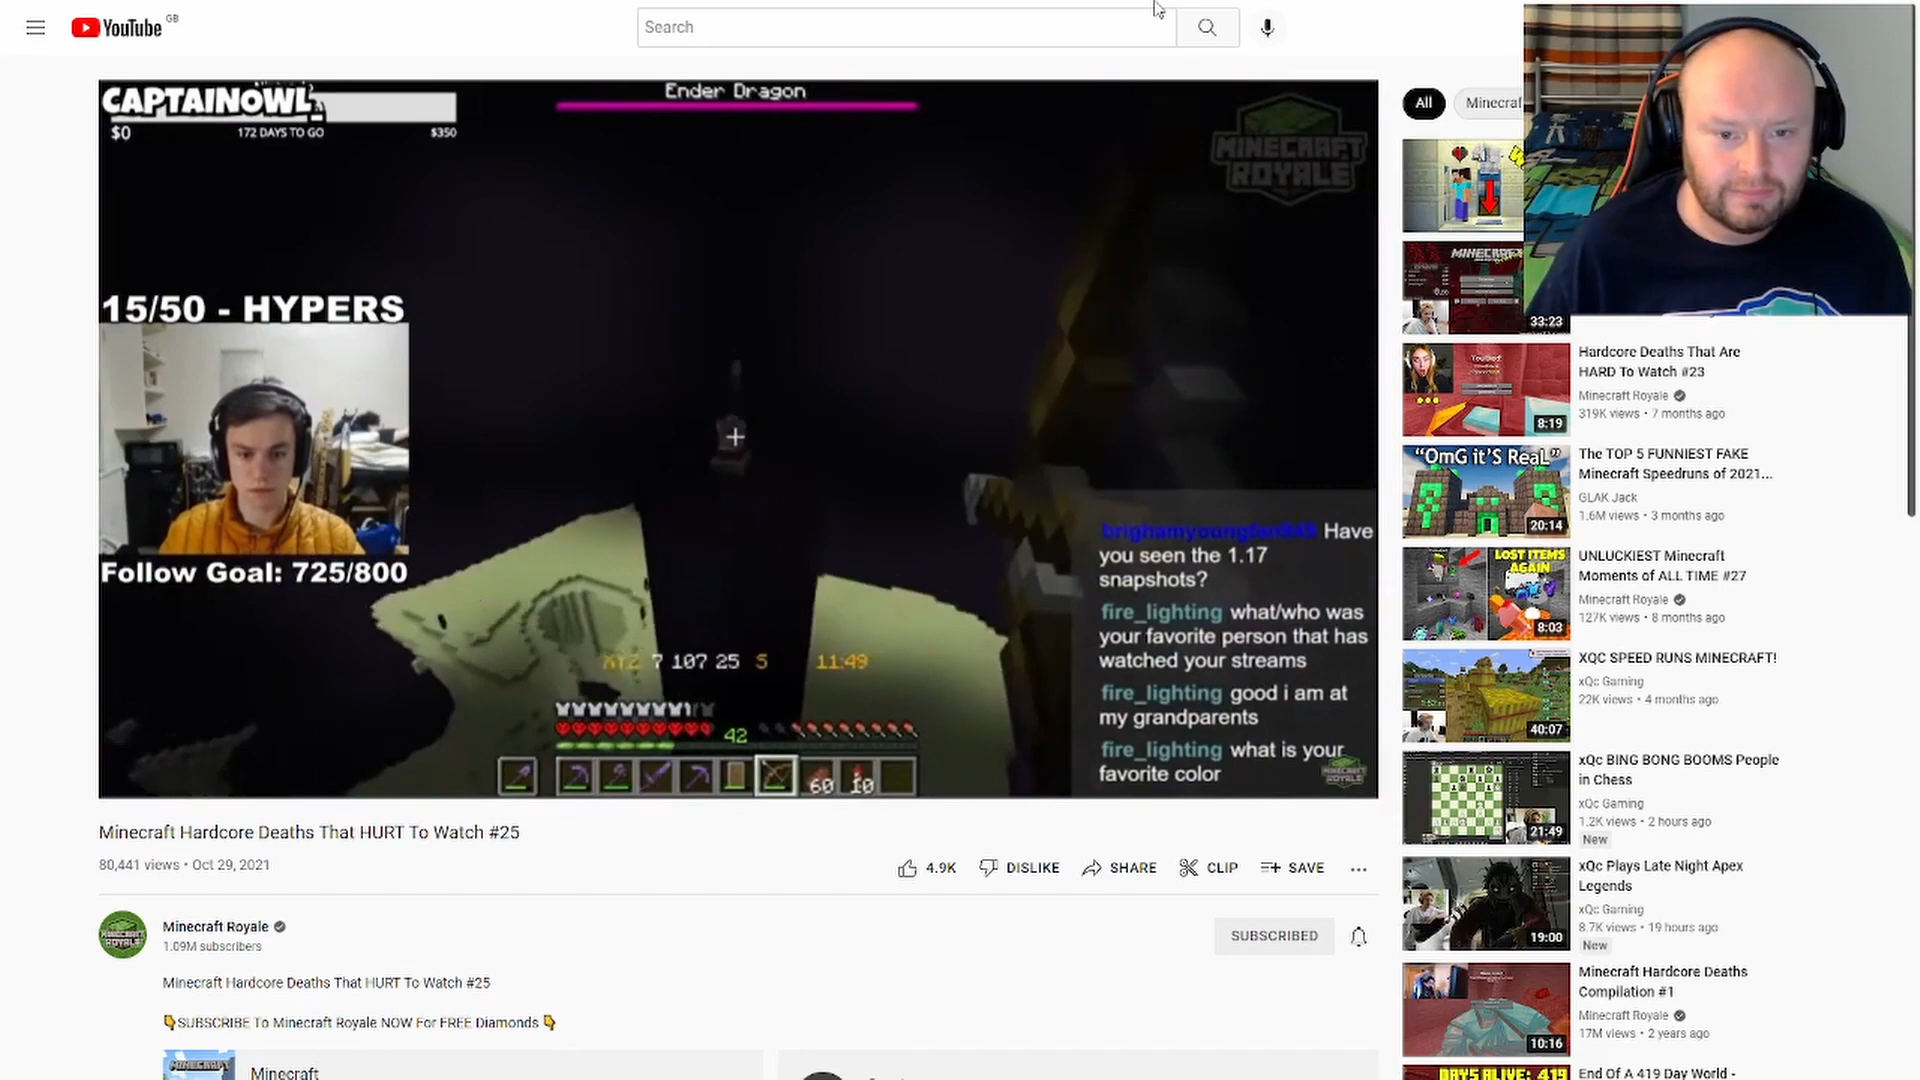 YouTube GB
Search
CAPTAINOWL
$0 172 DAYS TO GO $350
Ender Dragon
MINECRAFT
ROYALE
15/50 - HYPERS
Follow Goal: 725/800
Have
you seen the 1.17
snapshots?
fire_lighting what/who was
your favorite person that has
watched your streams
fire_lighting good i am at
my grandparents
fire_lighting what is your
favorite color
XYZ 7 107 25 S 11:49
42
60 10
Minecraft Hardcore Deaths That HURT To Watch #25
80,441 views • Oct 29, 2021
4.9K DISLIKE SHARE CLIP SAVE
Minecraft Royale
1.09M subscribers
SUBSCRIBED
Minecraft Hardcore Deaths That HURT To Watch #25
👇SUBSCRIBE To Minecraft Royale NOW For FREE Diamonds 👇
MINECRAFT
Minecraft
All Minecraf
MINECRAFT
33:23
Hardcore Deaths That Are
HARD To Watch #23
Minecraft Royale
319K views • 7 months ago
8:19
"OmG it'S ReaL"
20:14
The TOP 5 FUNNIEST FAKE
Minecraft Speedruns of 2021...
GLAK Jack
1.6M views • 3 months ago
LOST ITEMS
AGAIN
8:03
UNLUCKIEST Minecraft
Moments of ALL TIME #27
Minecraft Royale
127K views • 8 months ago
40:07
XQC SPEED RUNS MINECRAFT!
xQc Gaming
22K views • 4 months ago
21:49
xQc BING BONG BOOMS People
in Chess
xQc Gaming
1.2K views • 2 hours ago
New
19:00
xQc Plays Late Night Apex
Legends
xQc Gaming
8.7K views • 19 hours ago
New
10:16
Minecraft Hardcore Deaths
Compilation #1
Minecraft Royale
17M views • 2 years ago
DAYS ALIVE: 419
End Of A 419 Day World -